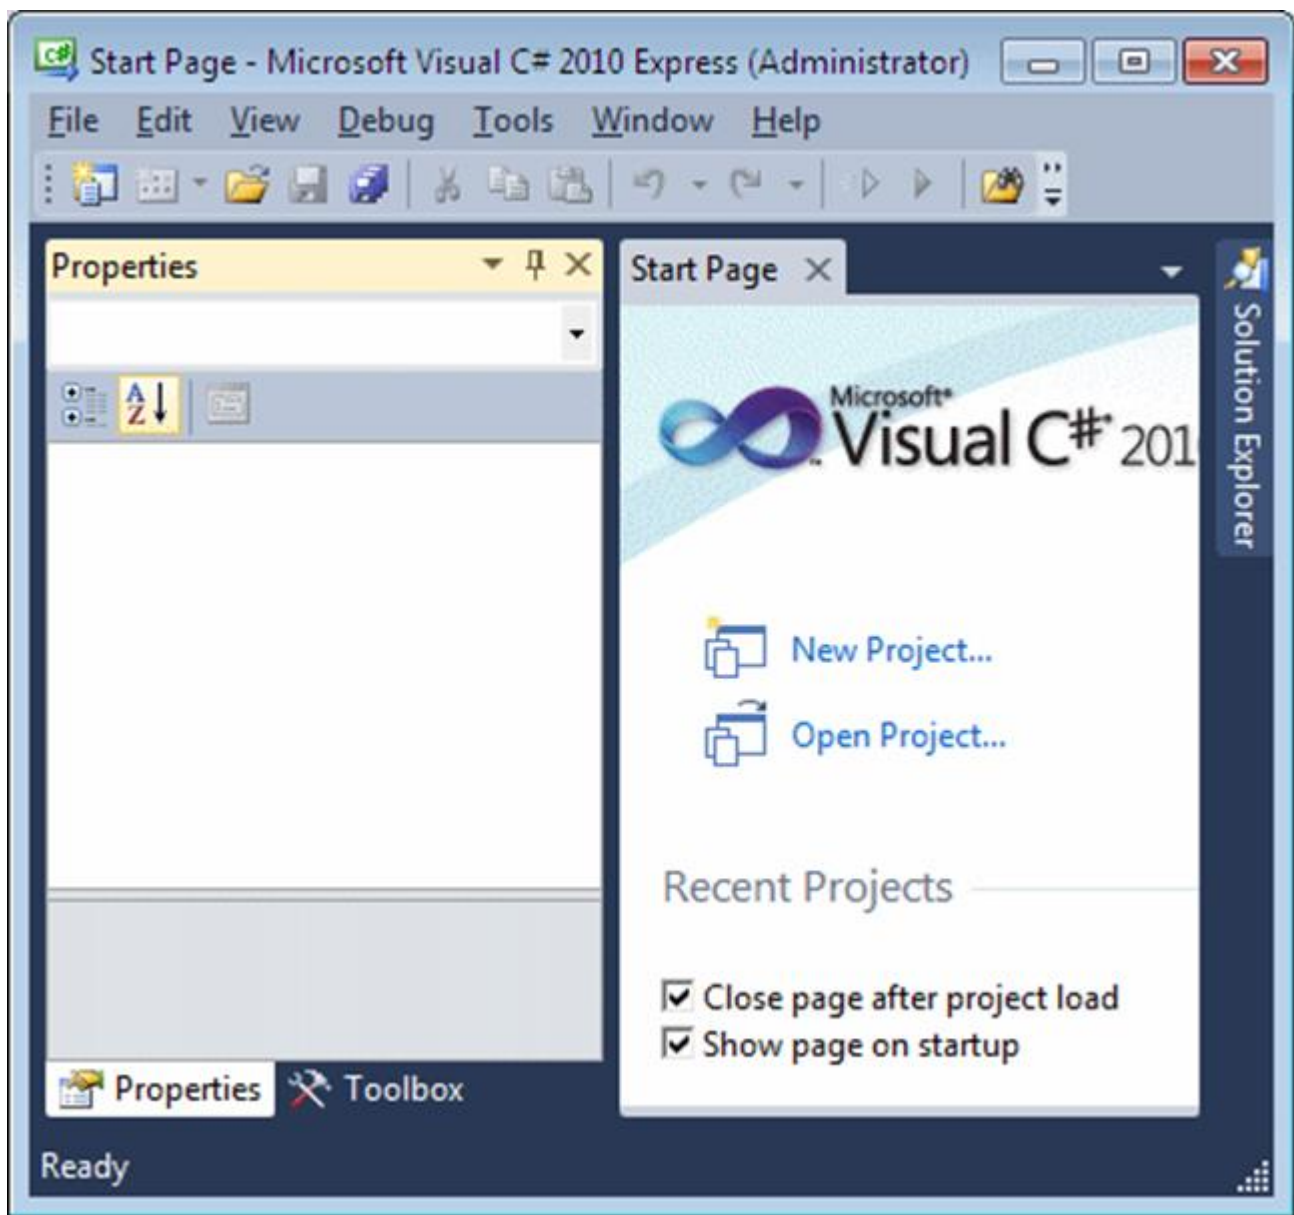 Start Page - Microsoft Visual C# 2010 Express (Administrator)
File Edit View Debug Tools Window Help
Properties
Start Page
Solution Explorer
Microsoft®
Visual C#® 201
New Project...
Open Project...
Recent Projects
Close page after project load
Show page on startup
Properties
Toolbox
Ready